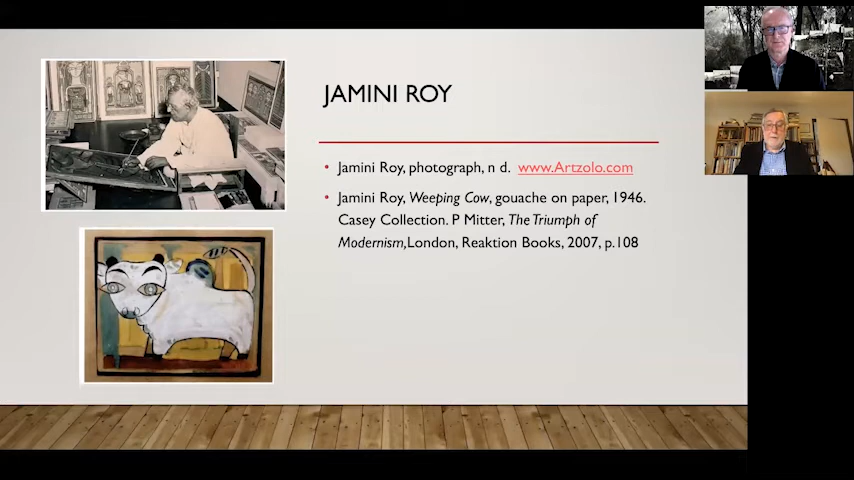 JAMINI ROY
• Jamini Roy, photograph, n d. www.Artzolo.com
• Jamini Roy, Weeping Cow, gouache on paper, 1946.
Casey Collection. P Mitter, The Triumph of
Modernism,London, Reaktion Books, 2007, p.108